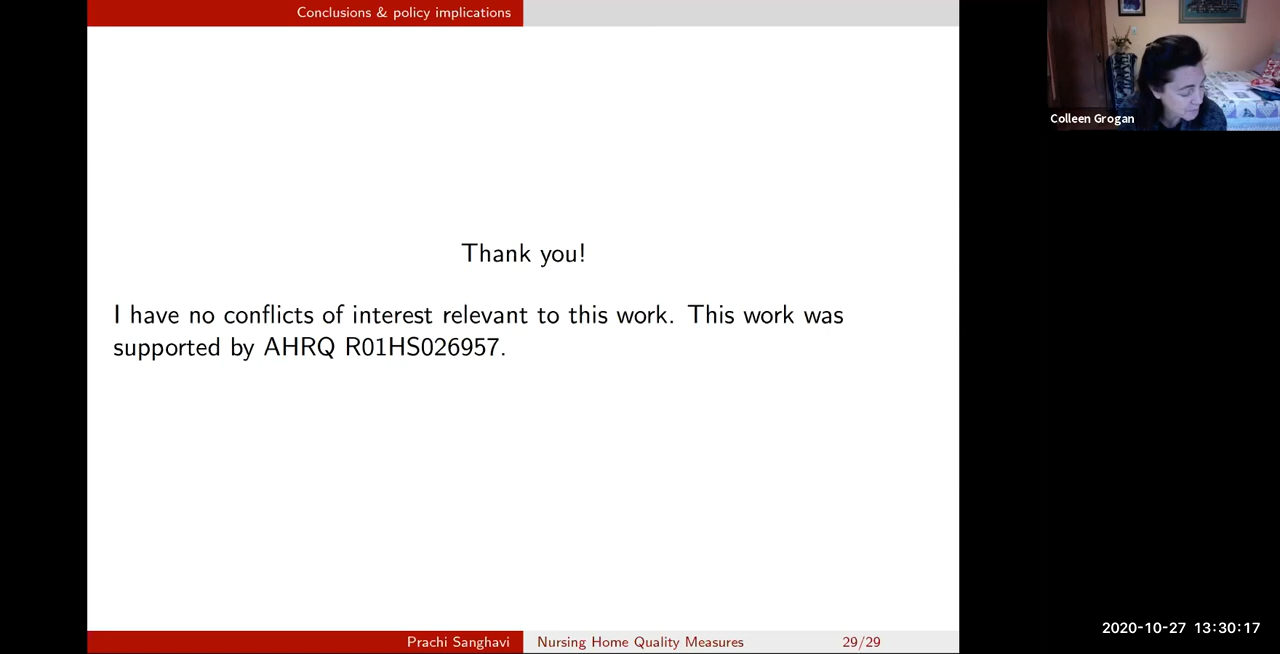 Conclusions & policy implications
Colleen Grogan
Thank you!
I have no conflicts of interest relevant to this work. This work was
supported by AHRQ R01HS026957.
2020-10-27 13:30:17
Prachi Sanghavi
Nursing Home Quality Measures
29/29